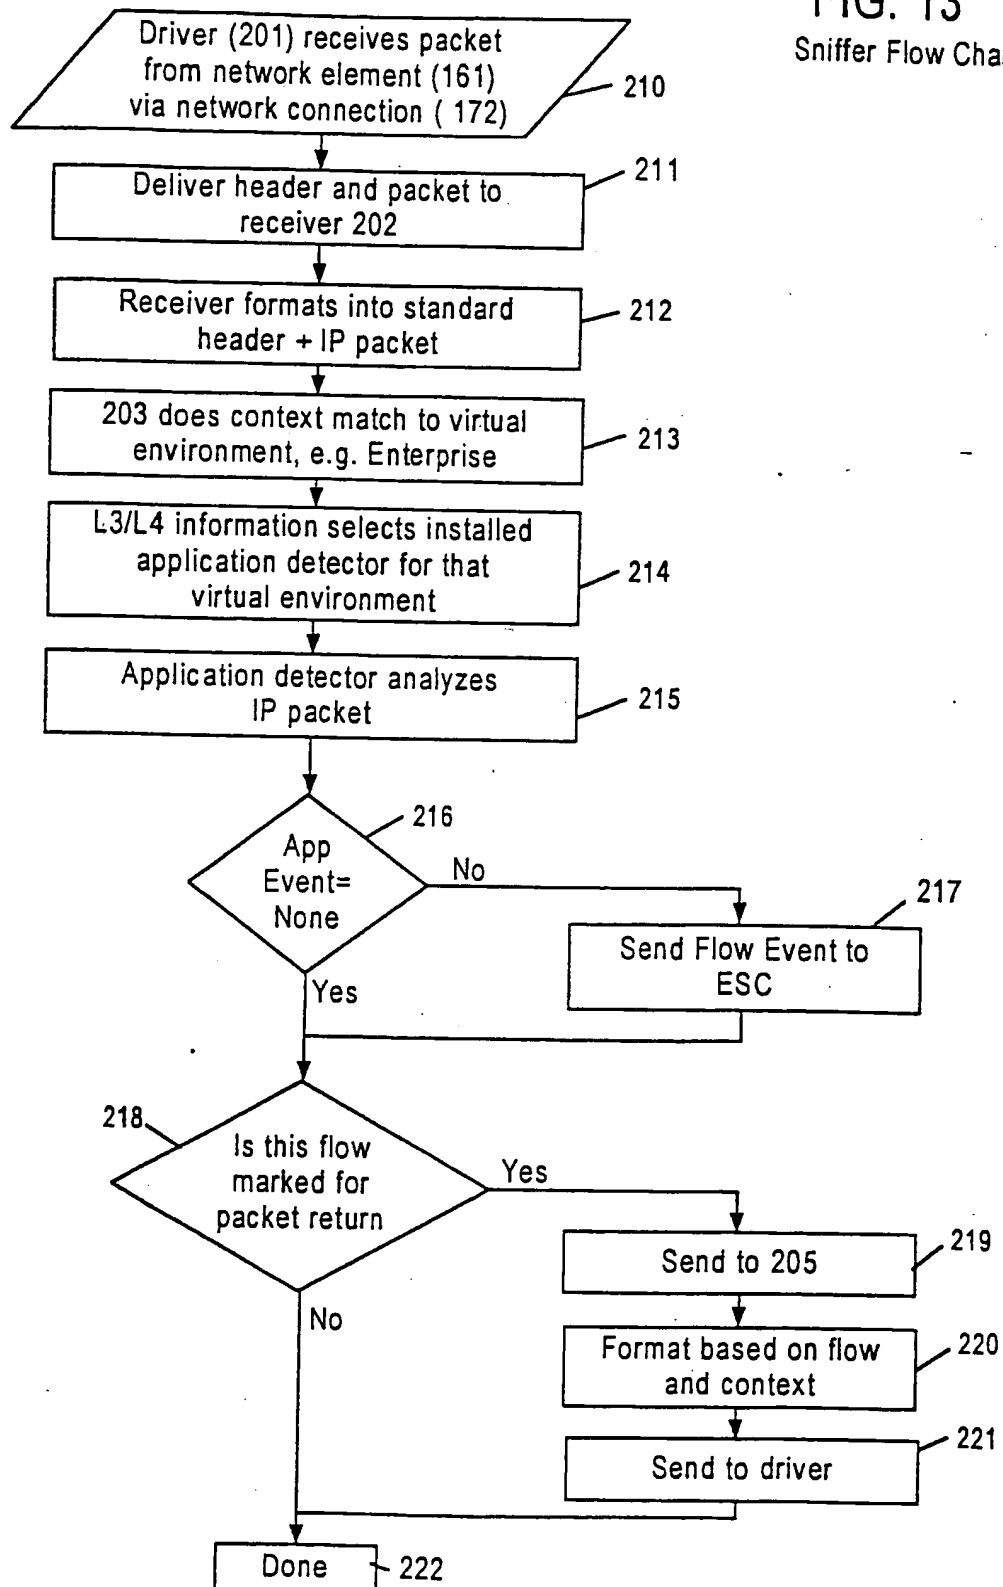 FIG. 13
Sniffer Flow Cha
Driver (201) receives packet
from network element (161)
via network connection ( 172)
210
Deliver header and packet to
receiver 202
211
Receiver formats into standard
header + IP packet
212
203 does context match to virtual
environment, e.g. Enterprise
213
L3/L4 information selects installed
application detector for that
virtual environment
214
Application detector analyzes
IP packet
215
App
Event=
None
216
No
Yes
Send Flow Event to
ESC
217
Is this flow
marked for
packet return
218
Yes
No
Send to 205
219
Format based on flow
and context
220
Send to driver
221
Done
222